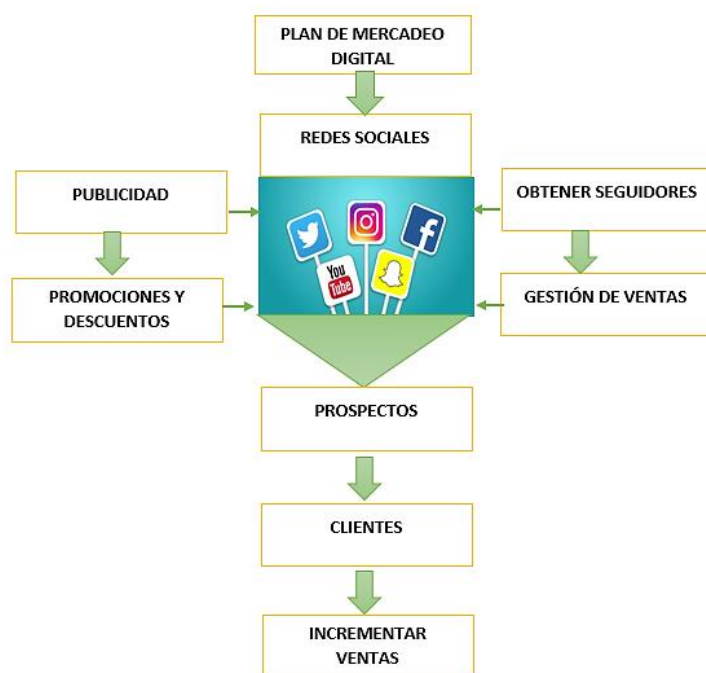 PLAN DE MERCADEO
DIGITAL
REDES SOCIALES
PUBLICIDAD
OBTENER SEGUIDORES
You
Tube
PROMOCIONES Y
DESCUENTOS
GESTIÓN DE VENTAS
PROSPECTOS
CLIENTES
INCREMENTAR
VENTAS